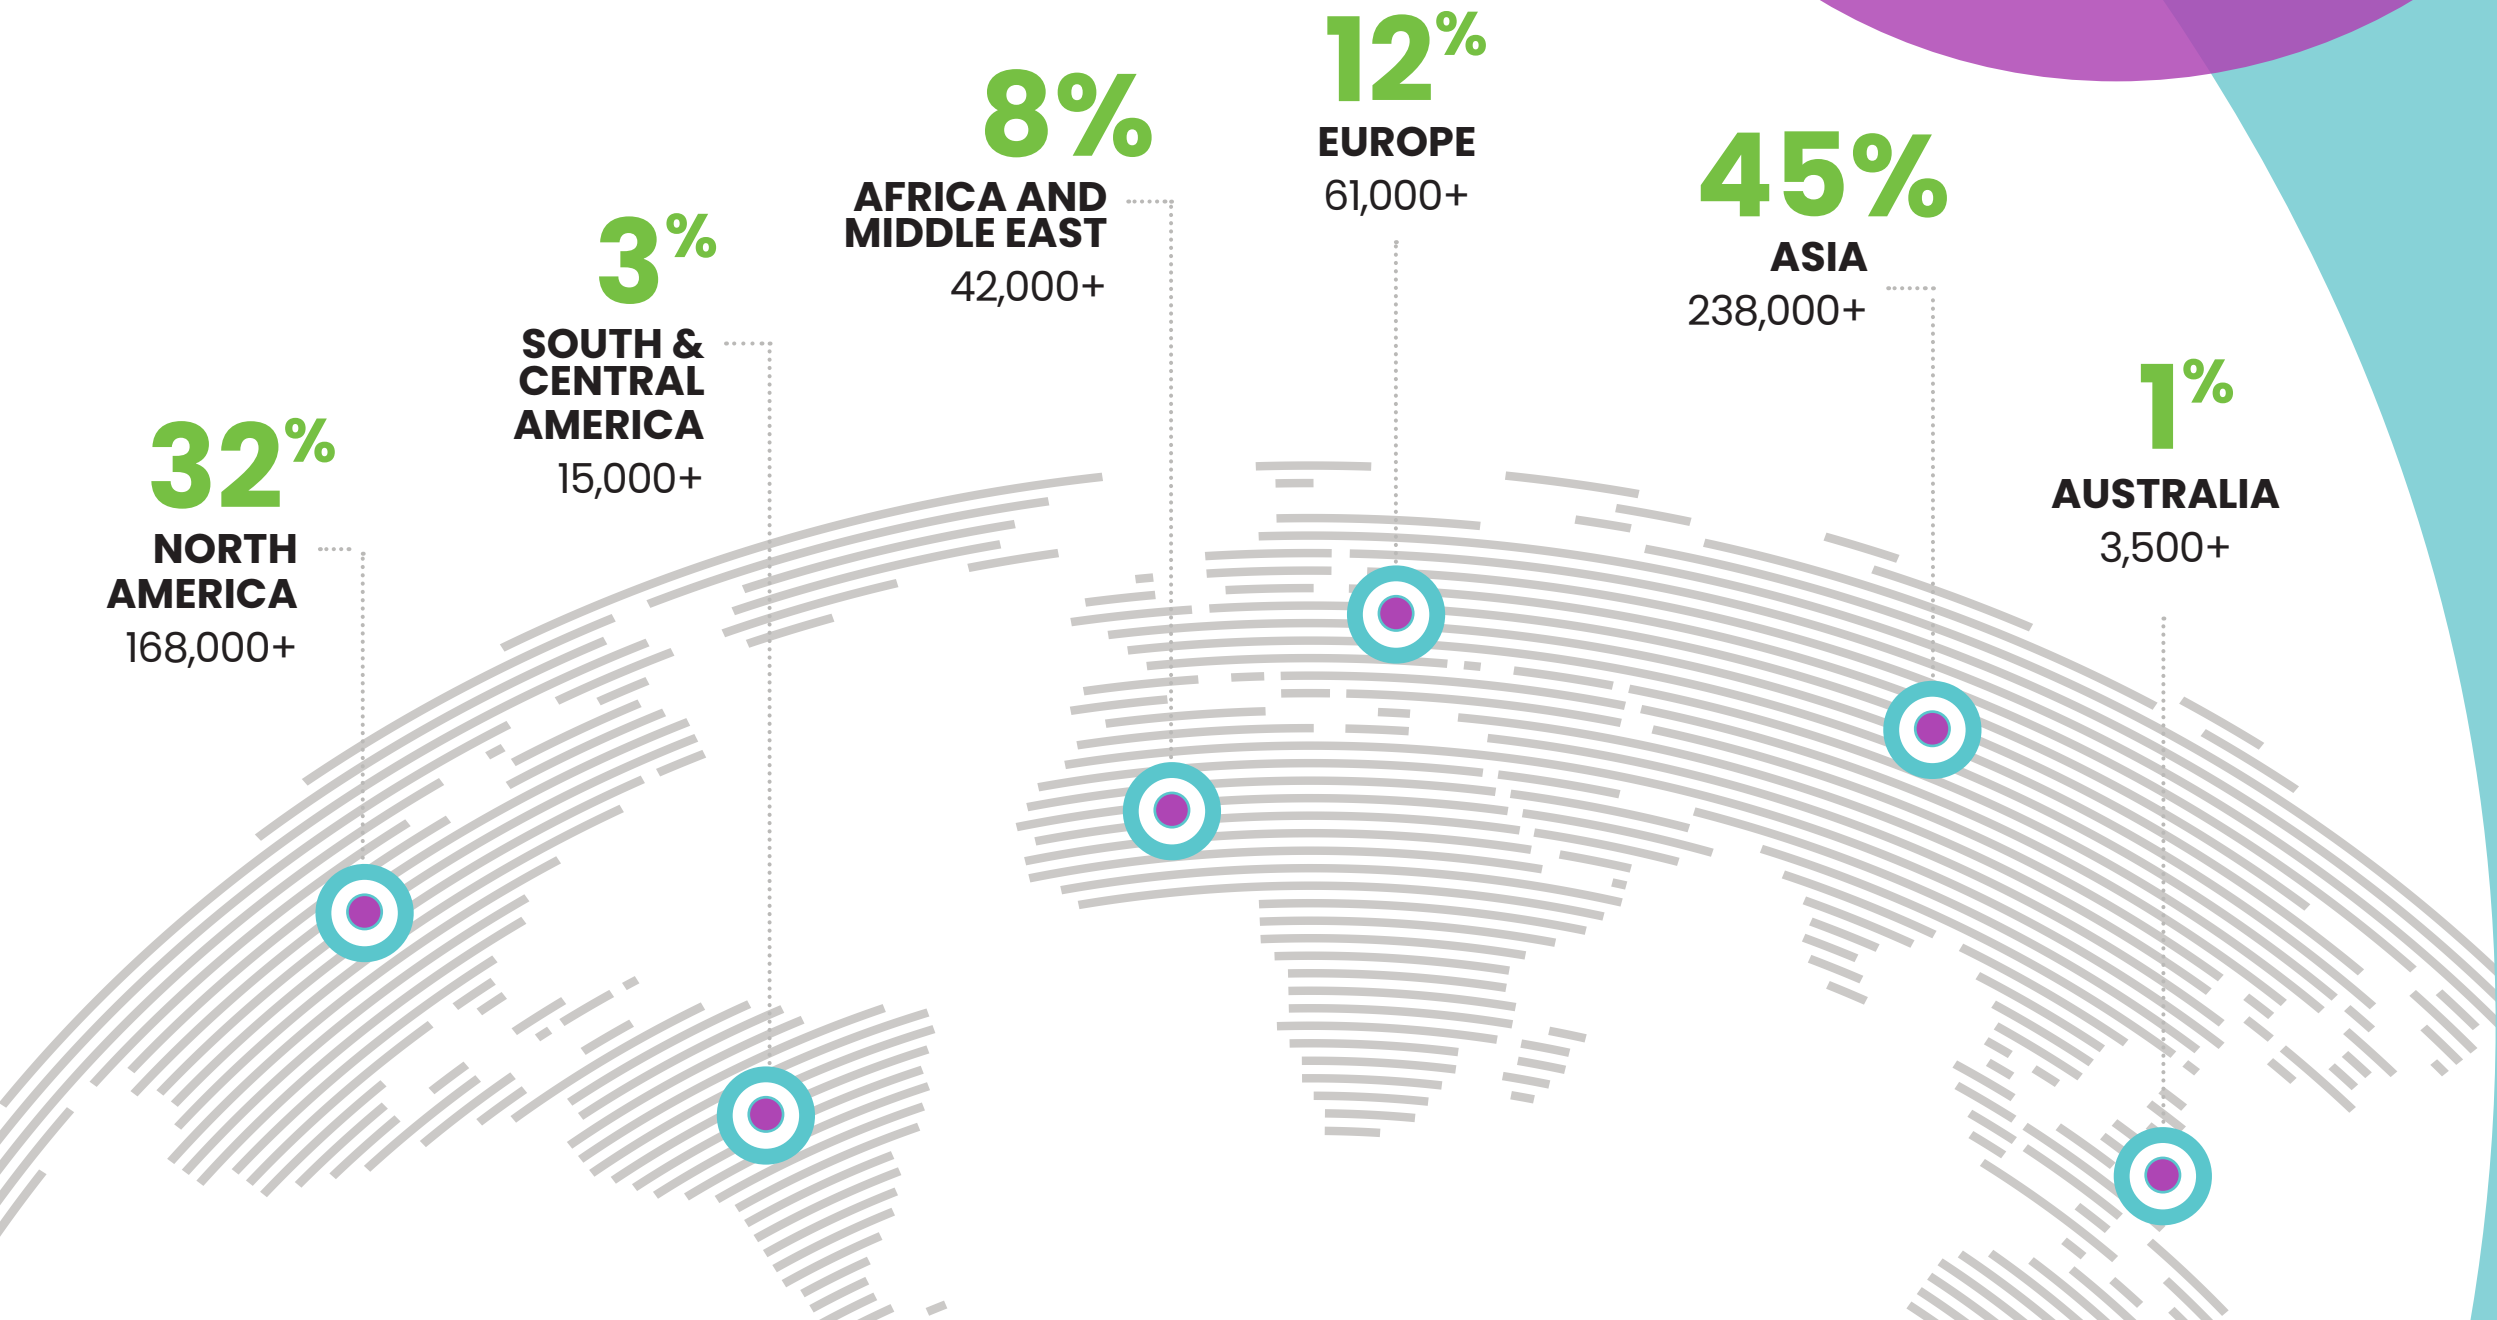 32%
NORTH
AMERICA
168,000+
3%
SOUTH &
CENTRAL
AMERICA
15,000+
8%
AFRICA AND
MIDDLE EAST
42,000+
12%
EUROPE
61,000+
45%
ASIA
238,000+
1%
AUSTRALIA
3,500+